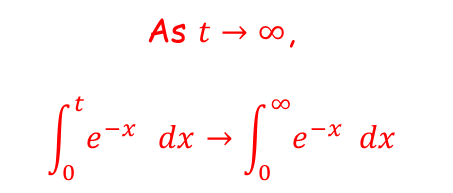 As t → ∞,
∫₀ᵗ e⁻ˣ dx → ∫₀^∞ e⁻ˣ dx